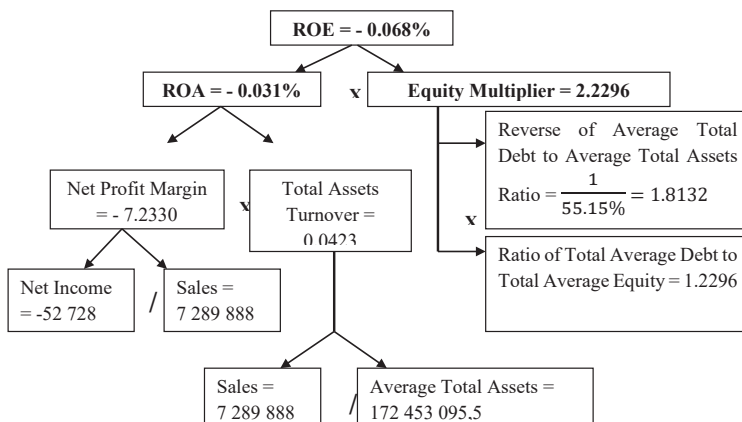 ROE = - 0.068%
ROA = - 0.031%
x
Equity Multiplier = 2.2296
Reverse of Average Total
Debt to Average Total Assets
Ratio = 1/55.15% = 1.8132
Net Profit Margin
= - 7.2330
x
Total Assets
Turnover =
0.0423
x
Ratio of Total Average Debt to
Total Average Equity = 1.2296
Net Income
= -52 728
/
Sales =
7 289 888
Sales =
7 289 888
/
Average Total Assets =
172 453 095,5